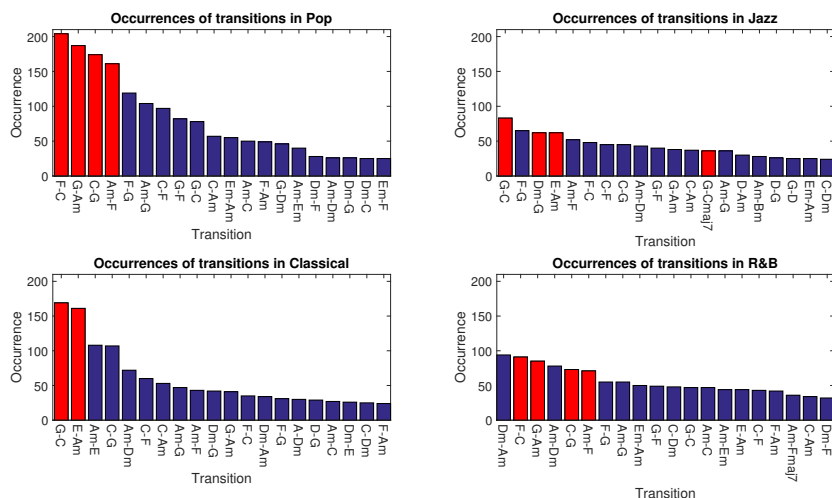 Occurrences of transitions in Pop
200
150
100
50
0
Occurrence
F-C G-Am C-G Am-F F-G Am-G C-F G-F G-C C-Am Em-Am Am-C F-Am G-Dm Am-Em Dm-F Am-Dm Dm-G Dm-C Em-F
Transition
Occurrences of transitions in Jazz
200
150
100
50
0
Occurrence
G-C F-G Dm-G E-Am Am-F F-C C-F C-G Am-Dm G-F G-Am C-Am G-Cmaj7 Am-G D-Am Am-Bm D-G G-D Em-Am C-Dm
Transition
Occurrences of transitions in Classical
200
150
100
50
0
Occurrence
G-C E-Am Am-E C-G Am-Dm C-F C-Am Am-G Am-F Dm-G G-Am F-C Dm-Am F-G A-Dm D-G Am-C Dm-E C-Dm F-Am
Transition
Occurrences of transitions in R&B
200
150
100
50
0
Occurrence
Dm-Am F-C G-Am Am-Dm C-G Am-F F-G Am-G Em-Am G-F C-Dm G-C Am-C Am-Em E-Am C-F F-Am Am-Fmaj7 C-Am Dm-F
Transition